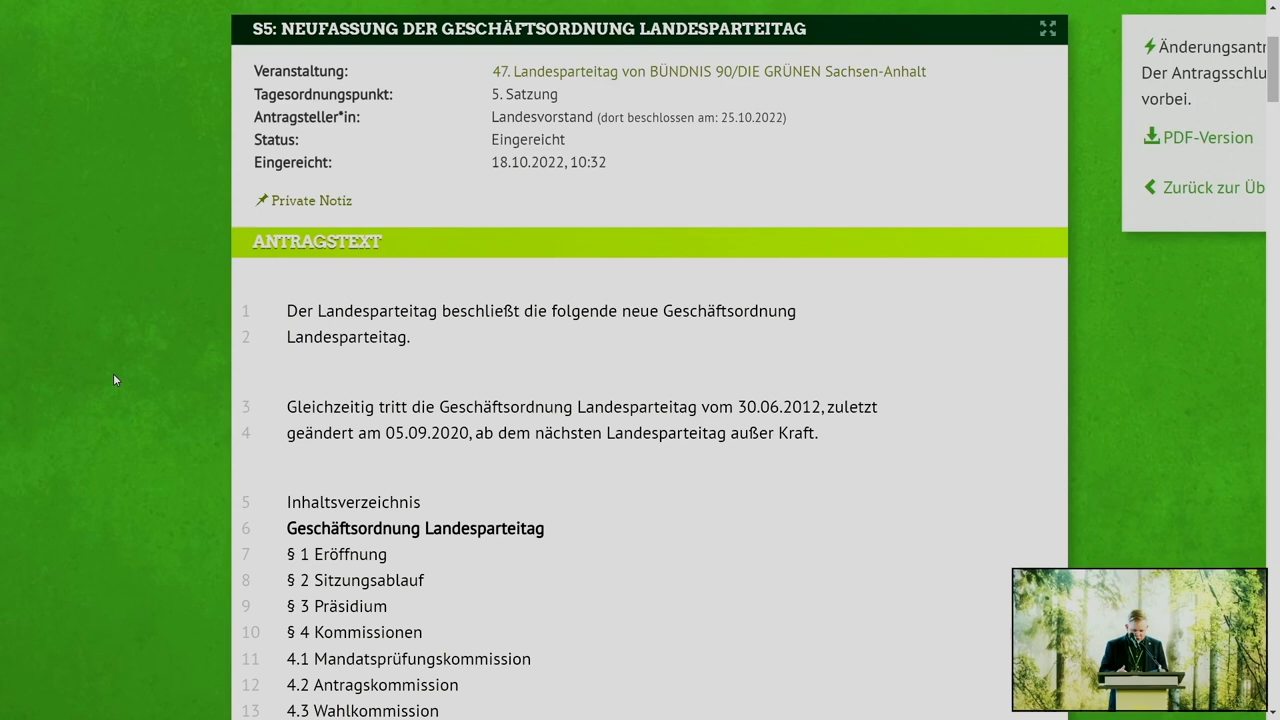 S5: NEUFASSUNG DER GESCHÄFTSORDNUNG LANDESPARTEITAG
Veranstaltung: 47. Landesparteitag von BÜNDNIS 90/DIE GRÜNEN Sachsen-Anhalt
Tagesordnungspunkt: 5. Satzung
Antragsteller*in: Landesvorstand (dort beschlossen am: 25.10.2022)
Status: Eingereicht
Eingereicht: 18.10.2022, 10:32
Private Notiz
ANTRAGSTEXT
1 Der Landesparteitag beschließt die folgende neue Geschäftsordnung
2 Landesparteitag.
3 Gleichzeitig tritt die Geschäftsordnung Landesparteitag vom 30.06.2012, zuletzt
4 geändert am 05.09.2020, ab dem nächsten Landesparteitag außer Kraft.
5 Inhaltsverzeichnis
6 Geschäftsordnung Landesparteitag
7 § 1 Eröffnung
8 § 2 Sitzungsablauf
9 § 3 Präsidium
10 § 4 Kommissionen
11 4.1 Mandatsprüfungskommission
12 4.2 Antragskommission
13 4.3 Wahlkommission
Änderungsantr
Der Antragsschlu
vorbei.
PDF-Version
Zurück zur Üb